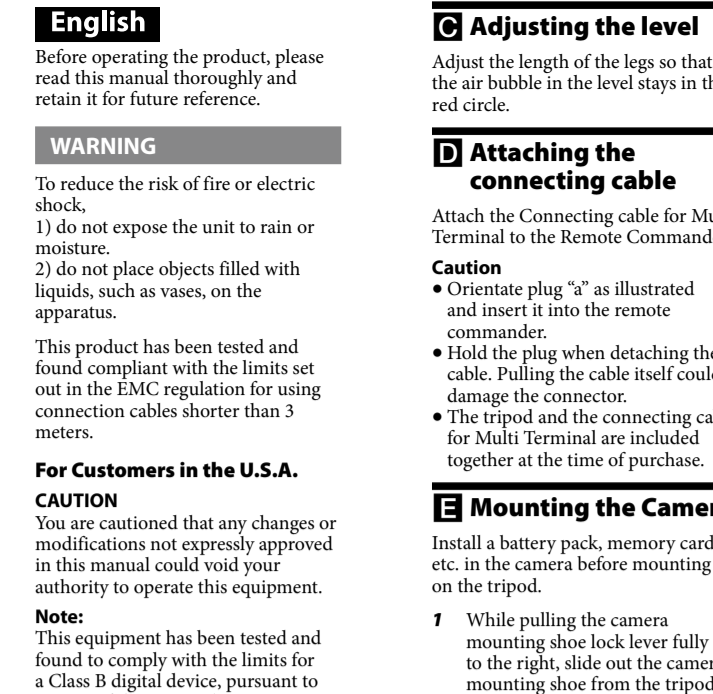 English
Before operating the product, please
read this manual thoroughly and
retain it for future reference.
WARNING
To reduce the risk of fire or electric
shock,
1) do not expose the unit to rain or
moisture.
2) do not place objects filled with
liquids, such as vases, on the
apparatus.
This product has been tested and
found compliant with the limits set
out in the EMC regulation for using
connection cables shorter than 3
meters.
For Customers in the U.S.A.
CAUTION
You are cautioned that any changes or
modifications not expressly approved
in this manual could void your
authority to operate this equipment.
Note:
This equipment has been tested and
found to comply with the limits for
a Class B digital device, pursuant to
C Adjusting the level
Adjust the length of the legs so that
the air bubble in the level stays in
red circle.
D Attaching the
connecting cable
Attach the Connecting cable for
Terminal to the Remote
Caution
• Orientate plug “a” as illustrated
and insert it into the remote
commander.
• Hold the plug when detaching
cable. Pulling the cable itself
damage the connector.
• The tripod and the connecting
for Multi Terminal are included
together at the time of purchase.
E Mounting the
Install a battery pack, memory card
etc. in the camera before mounting
on the tripod.
1 While pulling the camera
mounting shoe lock lever fully
to the right, slide out the
mounting shoe from the tripod